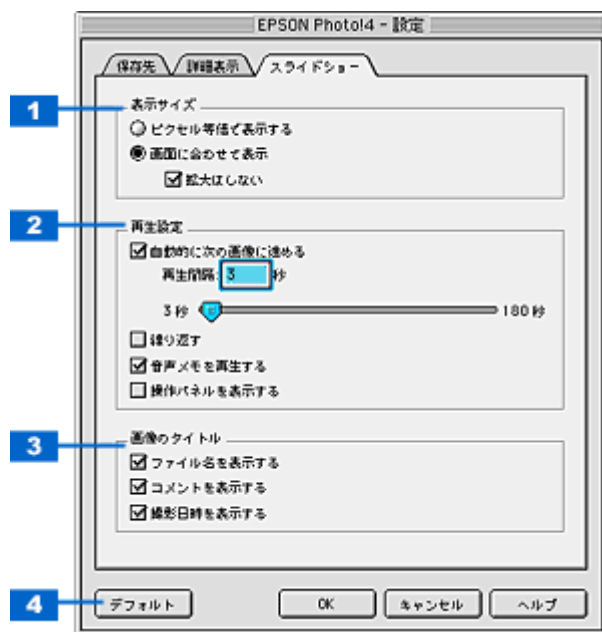 EPSON Photo!4 - 設定
保存先 詳細表示 スライドショー
1
表示サイズ
ピクセル等倍で表示する
画面に合わせて表示
拡大はしない
2
再生設定
自動的に次の画像に進める
再生間隔: 3 秒
3 秒 180 秒
繰り返す
音声メモを再生する
操作パネルを表示する
3
画像のタイトル
ファイル名を表示する
コメントを表示する
撮影日時を表示する
4
デフォルト OK キャンセル ヘルプ